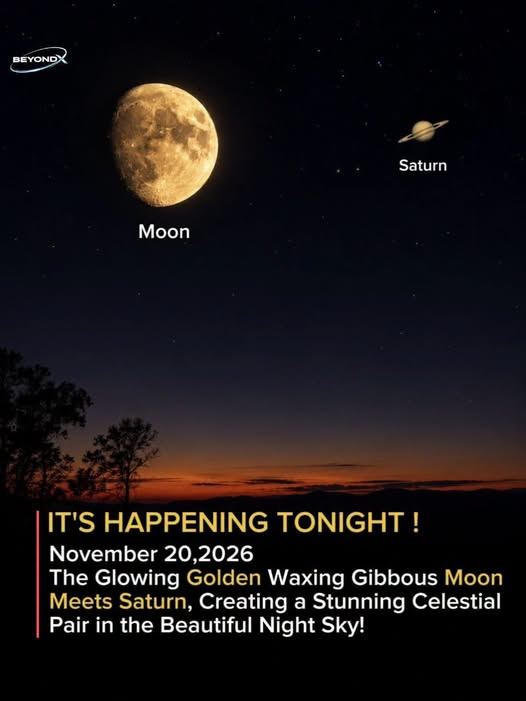 BEYONDX
Moon
Saturn
IT'S HAPPENING TONIGHT !
November 20,2026
The Glowing Golden Waxing Gibbous Moon
Meets Saturn, Creating a Stunning Celestial
Pair in the Beautiful Night Sky!